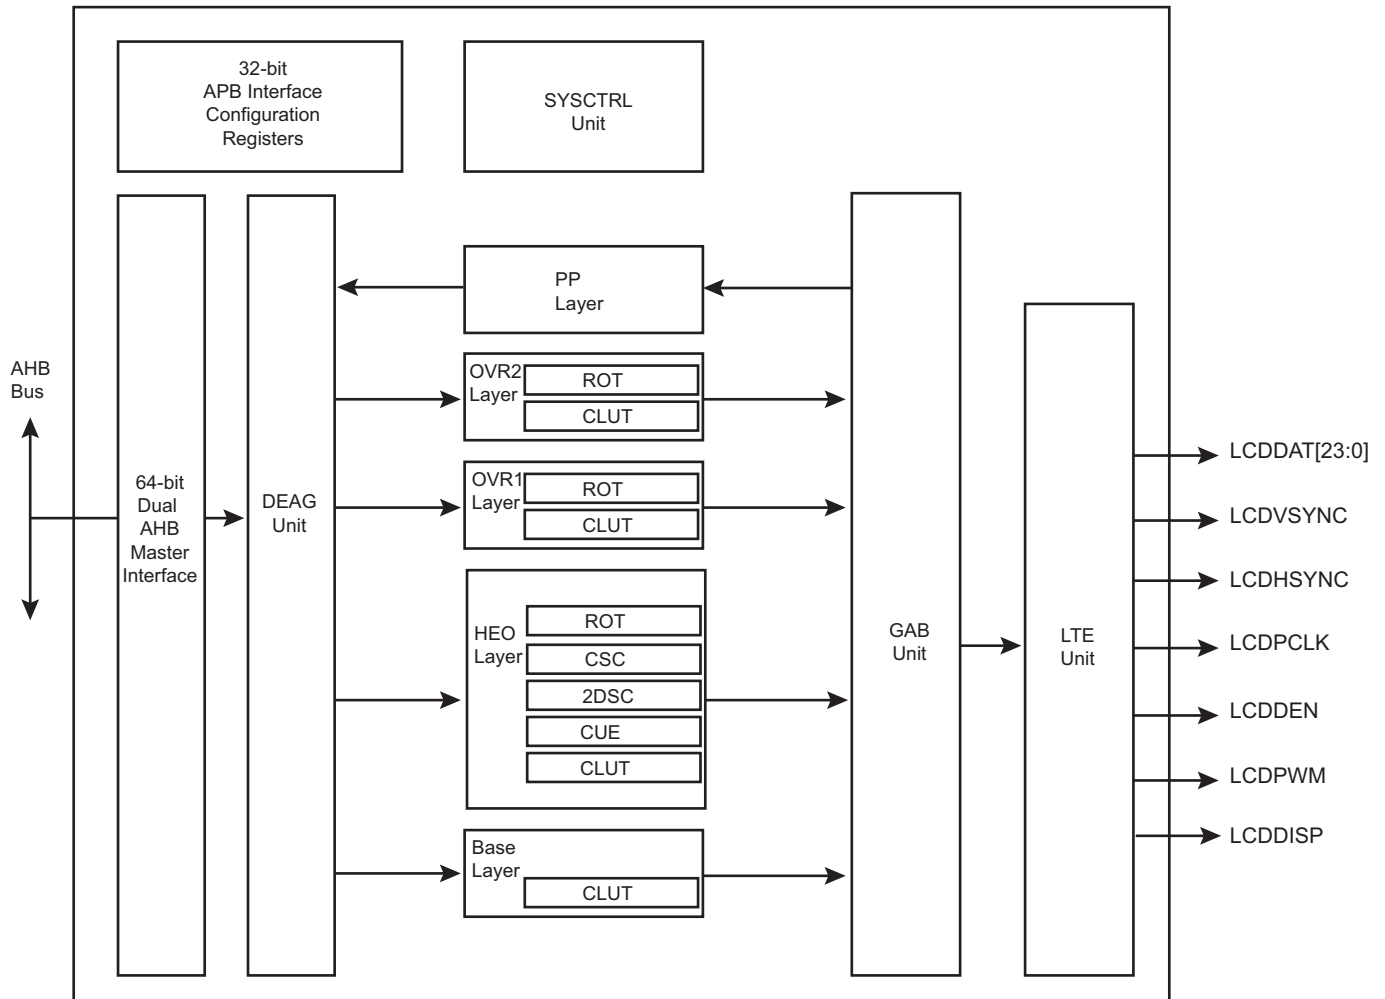 32-bit
APB Interface
Configuration
Registers
SYSCTRL
Unit
AHB
Bus
64-bit
Dual
AHB
Master
Interface
DEAG
Unit
PP
Layer
OVR2
Layer
ROT
CLUT
OVR1
Layer
ROT
CLUT
HEO
Layer
ROT
CSC
2DSC
CUE
CLUT
Base
Layer
CLUT
GAB
Unit
LTE
Unit
LCDDAT[23:0]
LCDVSYNC
LCDHSYNC
LCDPCLK
LCDDEN
LCDPWM
LCDDISP